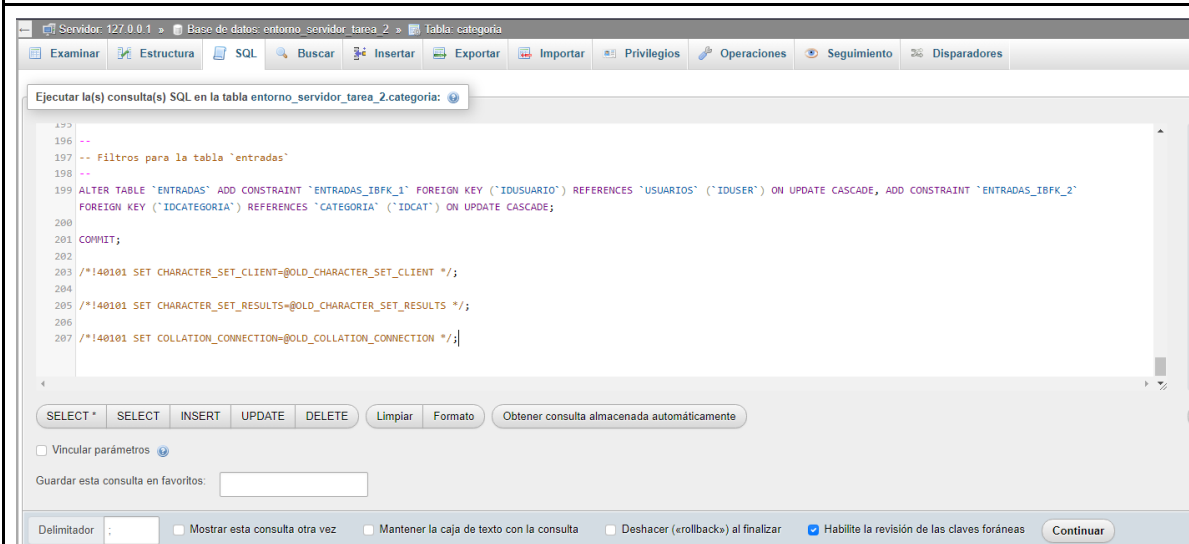 Servidor: 127.0.0.1 » Base de datos: entorno_servidor_tarea_2 » Tabla: categoria
Examinar Estructura SQL Buscar Insertar Exportar Importar Privilegios Operaciones Seguimiento Disparadores
Ejecutar la(s) consulta(s) SQL en la tabla entorno_servidor_tarea_2.categoria:
195
196 --
197 -- Filtros para la tabla `entradas`
198 --
199 ALTER TABLE `ENTRADAS` ADD CONSTRAINT `ENTRADAS_IBFK_1` FOREIGN KEY (`IDUSUARIO`) REFERENCES `USUARIOS` (`IDUSER`) ON UPDATE CASCADE, ADD CONSTRAINT `ENTRADAS_IBFK_2`
FOREIGN KEY (`IDCATEGORIA`) REFERENCES `CATEGORIA` (`IDCAT`) ON UPDATE CASCADE;
200
201 COMMIT;
202
203 /*!40101 SET CHARACTER_SET_CLIENT=@OLD_CHARACTER_SET_CLIENT */;
204
205 /*!40101 SET CHARACTER_SET_RESULTS=@OLD_CHARACTER_SET_RESULTS */;
206
207 /*!40101 SET COLLATION_CONNECTION=@OLD_COLLATION_CONNECTION */;
SELECT * SELECT INSERT UPDATE DELETE Limpiar Formato Obtener consulta almacenada automáticamente
Vincular parámetros
Guardar esta consulta en favoritos:
Delimitador ; Mostrar esta consulta otra vez Mantener la caja de texto con la consulta Deshacer («rollback») al finalizar Habilite la revisión de las claves foráneas Continuar